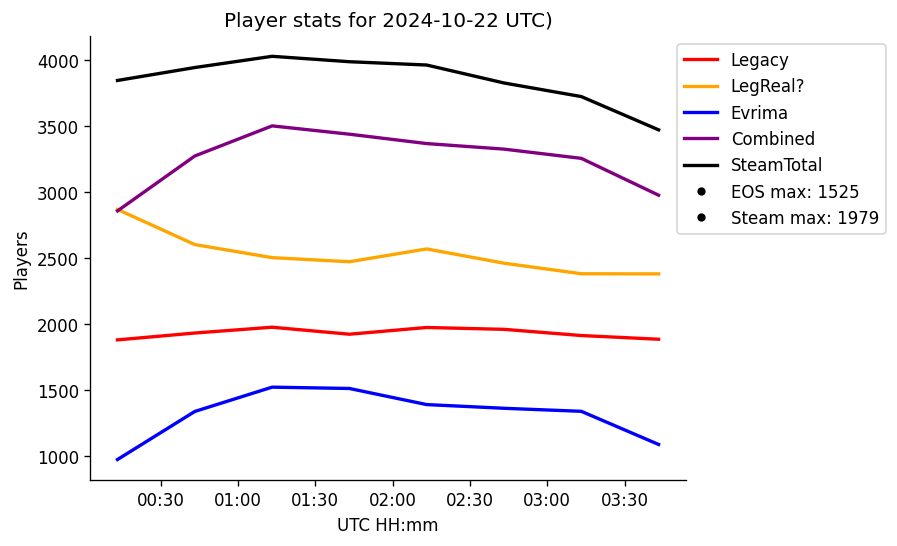 Player stats for 2024-10-22 UTC)
Players
4000
3500
3000
2500
2000
1500
1000
00:30 01:00 01:30 02:00 02:30 03:00 03:30
UTC HH:mm
Legacy
LegReal?
Evrima
Combined
SteamTotal
EOS max: 1525
Steam max: 1979